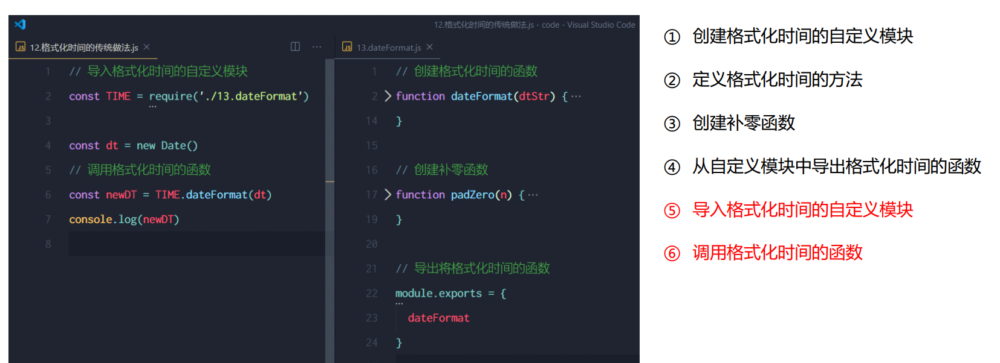 12.格式化时间的传统做法.js - code - Visual Studio Code
JS 12.格式化时间的传统做法.js ×
1 // 导入格式化时间的自定义模块
2 const TIME = require('./13.dateFormat')
3
4 const dt = new Date()
5 // 调用格式化时间的函数
6 const newDT = TIME.dateFormat(dt)
7 console.log(newDT)
8
JS 13.dateFormat.js ×
1 // 创建格式化时间的函数
2 function dateFormat(dtStr) {···
14 }
15
16 // 创建补零函数
17 function padZero(n) {···
19 }
20
21 // 导出将格式化时间的函数
22 module.exports = {
23 dateFormat
24 }
① 创建格式化时间的自定义模块
② 定义格式化时间的方法
③ 创建补零函数
④ 从自定义模块中导出格式化时间的函数
⑤ 导入格式化时间的自定义模块
⑥ 调用格式化时间的函数